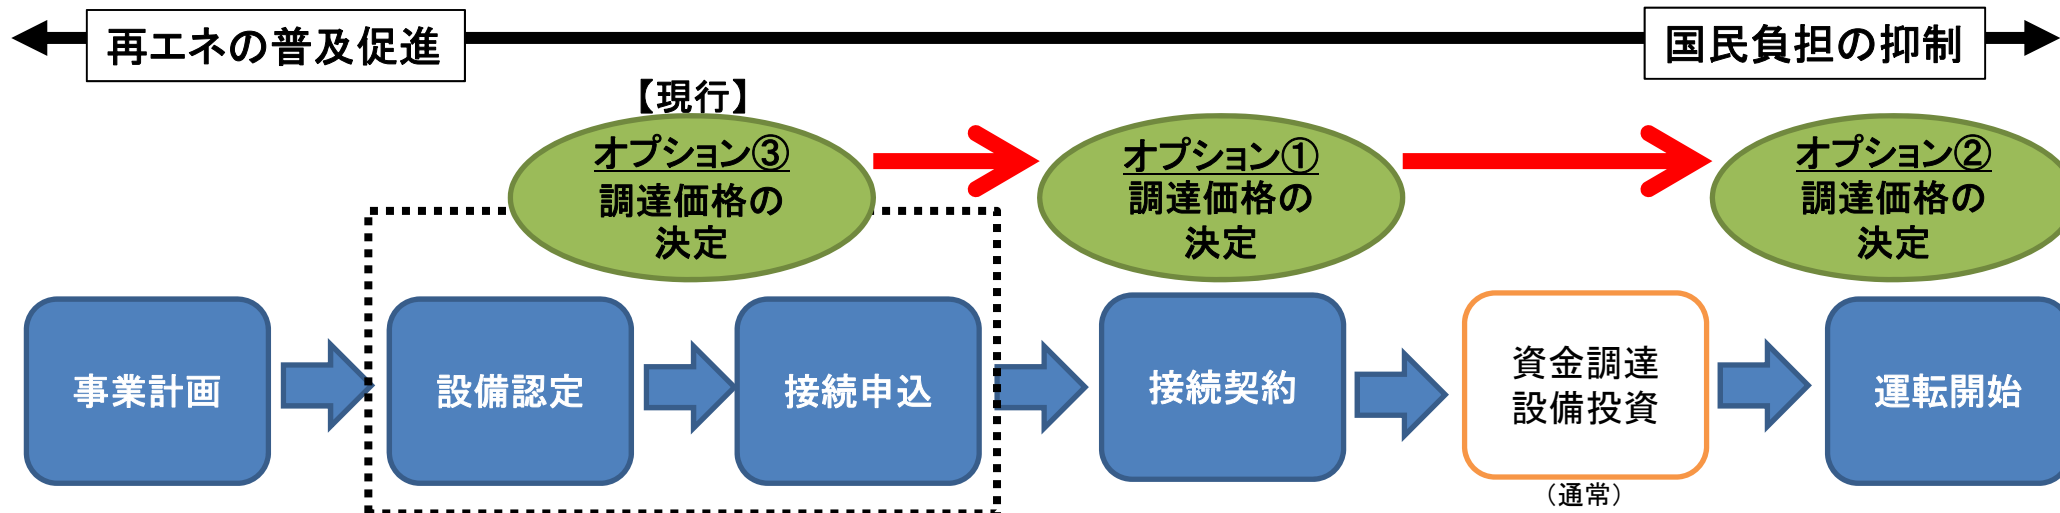 再エネの普及促進
国民負担の抑制
【現行】
オプション③
調達価格の
決定
オプション①
調達価格の
決定
オプション②
調達価格の
決定
事業計画
設備認定
接続申込
接続契約
資金調達
設備投資
（通常）
運転開始